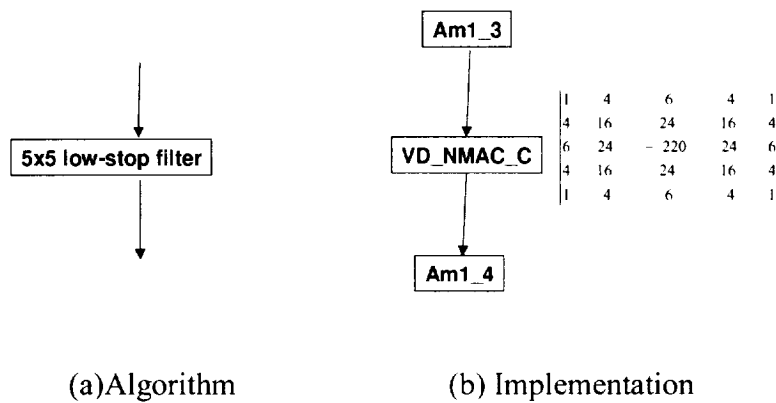 Am1_3
5x5 low-stop filter
VD_NMAC_C
1 4 6 4 1
4 16 24 16 4
6 24 - 220 24 6
4 16 24 16 4
1 4 6 4 1
Am1_4
(a)Algorithm
(b) Implementation